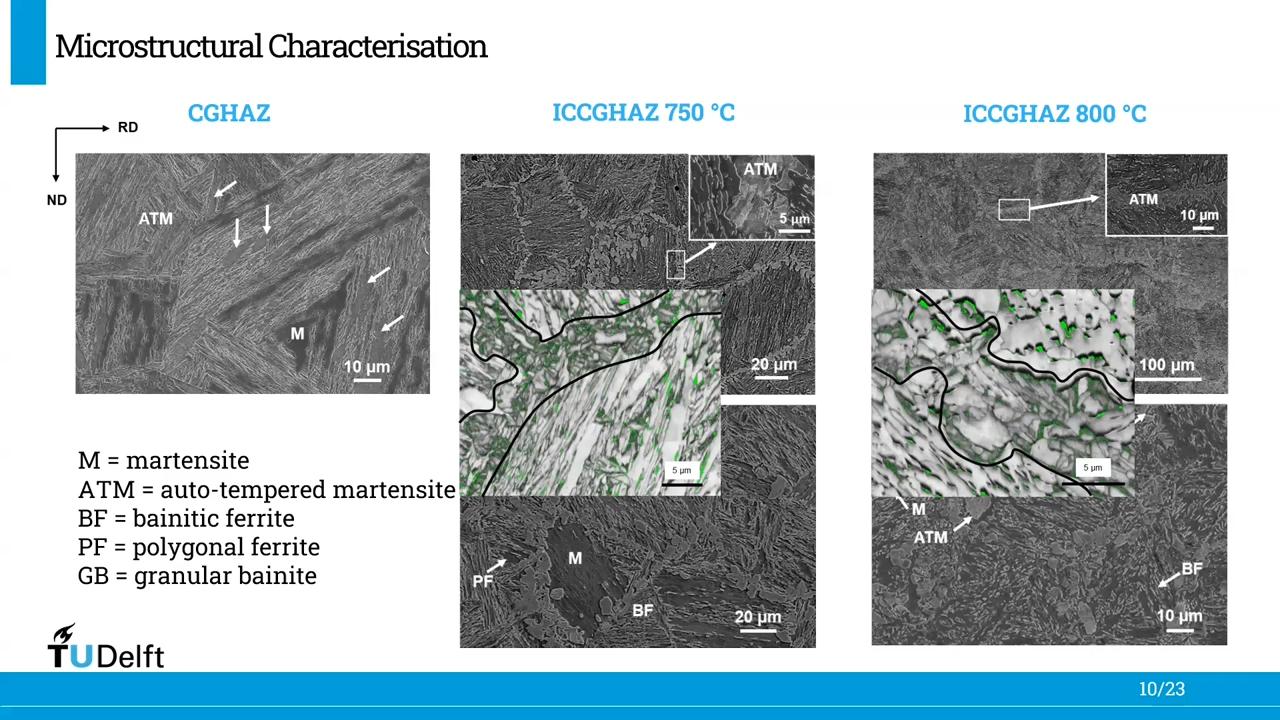 Microstructural Characterisation
CGHAZ
ICCGHAZ 750 °C
ICCGHAZ 800 °C
RD
ND
ATM
M
10 µm
ATM
5 µm
20 µm
5 µm
M
PF
BF
20 µm
ATM
10 µm
100 µm
5 µm
M
ATM
BF
10 µm
M = martensite
ATM = auto-tempered martensite
BF = bainitic ferrite
PF = polygonal ferrite
GB = granular bainite
TUDelft
10/23